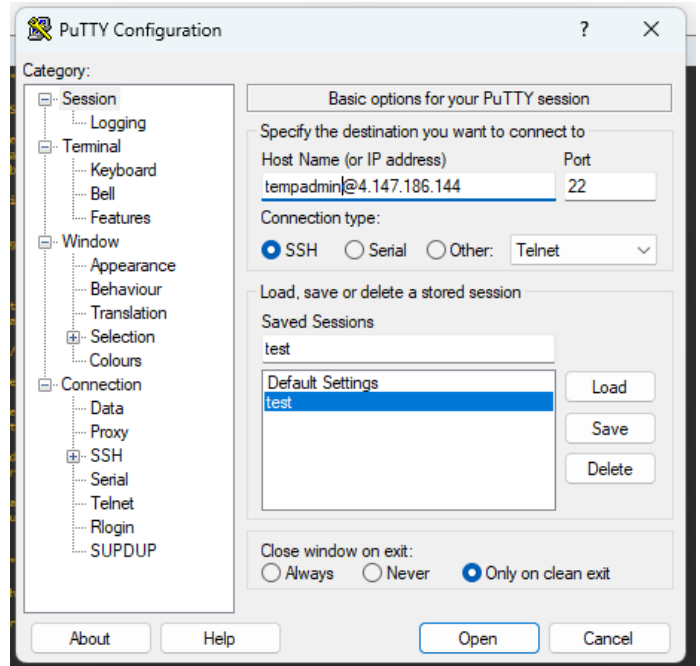 PuTTY Configuration
? ×
Category:
Session
Logging
Terminal
Keyboard
Bell
Features
Window
Appearance
Behaviour
Translation
Selection
Colours
Connection
Data
Proxy
SSH
Serial
Telnet
Rlogin
SUPDUP
Basic options for your PuTTY session
Specify the destination you want to connect to
Host Name (or IP address) Port
tempadmin@4.147.186.144 22
Connection type:
SSH Serial Other: Telnet
Load, save or delete a stored session
Saved Sessions
test
Default Settings
test
Load
Save
Delete
Close window on exit:
Always Never Only on clean exit
About Help Open Cancel